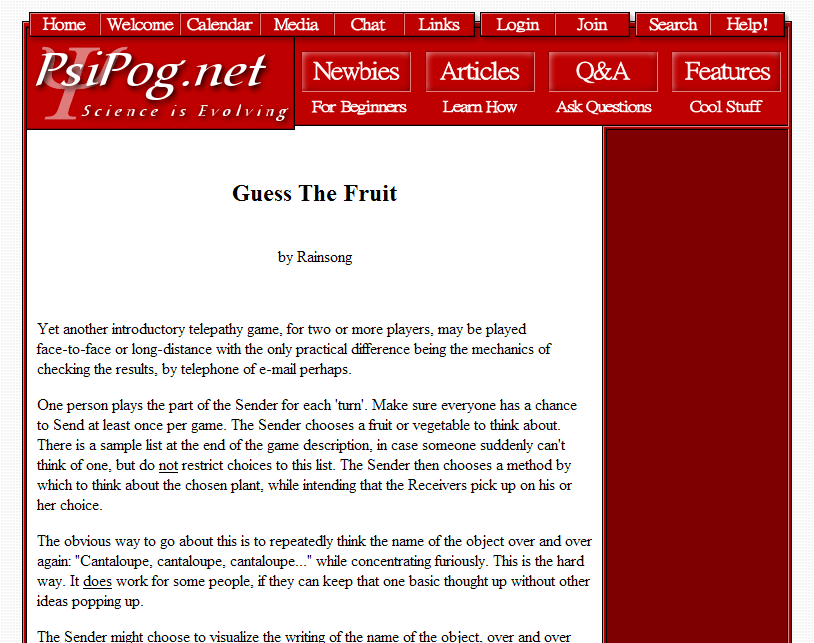 Home Welcome Calendar Media Chat Links Login Join Search Help!
PsiPog.net
Science is Evolving
Newbies Articles Q&A Features
For Beginners Learn How Ask Questions Cool Stuff
Guess The Fruit
by Rainsong
Yet another introductory telepathy game, for two or more players, may be played
face-to-face or long-distance with the only practical difference being the mechanics of
checking the results, by telephone of e-mail perhaps.
One person plays the part of the Sender for each 'turn'. Make sure everyone has a chance
to Send at least once per game. The Sender chooses a fruit or vegetable to think about.
There is a sample list at the end of the game description, in case someone suddenly can't
think of one, but do not restrict choices to this list. The Sender then chooses a method by
which to think about the chosen plant, while intending that the Receivers pick up on his or
her choice.
The obvious way to go about this is to repeatedly think the name of the object over and over
again: "Cantaloupe, cantaloupe, cantaloupe..." while concentrating furiously. This is the hard
way. It does work for some people, if they can keep that one basic thought up without other
ideas popping up.
The Sender might choose to visualize the writing of the name of the object, over and over